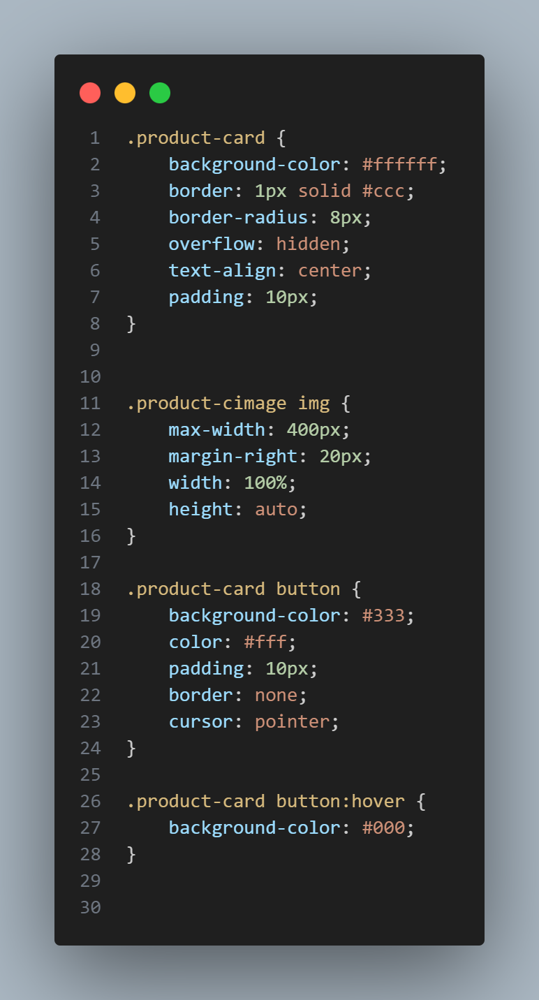 1 .product-card {
2     background-color: #ffffff;
3     border: 1px solid #ccc;
4     border-radius: 8px;
5     overflow: hidden;
6     text-align: center;
7     padding: 10px;
8 }
9
10
11 .product-cimage img {
12     max-width: 400px;
13     margin-right: 20px;
14     width: 100%;
15     height: auto;
16 }
17
18 .product-card button {
19     background-color: #333;
20     color: #fff;
21     padding: 10px;
22     border: none;
23     cursor: pointer;
24 }
25
26 .product-card button:hover {
27     background-color: #000;
28 }
29
30